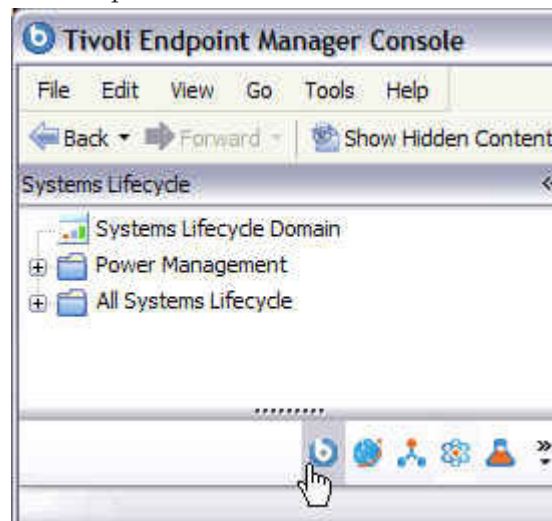 Tivoli Endpoint Manager Console
File Edit View Go Tools Help
Back Forward Show Hidden Content
Systems Lifecycle
Systems Lifecycle Domain
Power Management
All Systems Lifecycle